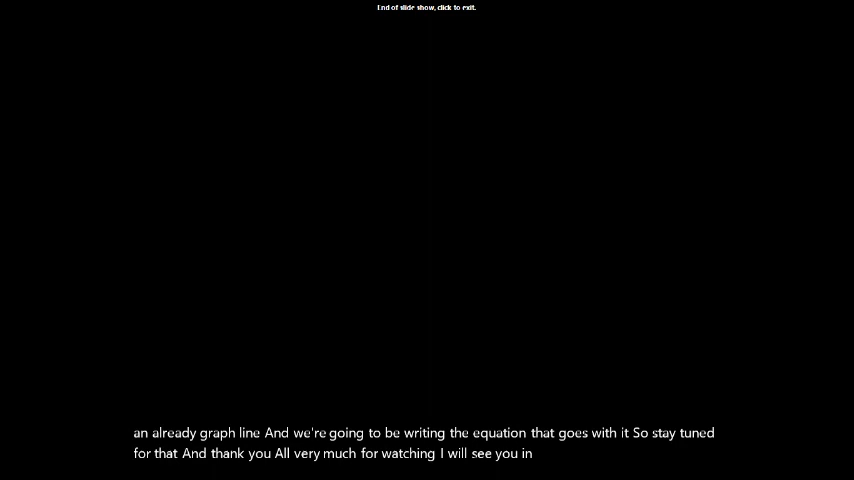 End of slide show, click to exit.
an already graph line And we're going to be writing the equation that goes with it So stay tuned
for that And thank you All very much for watching I will see you in